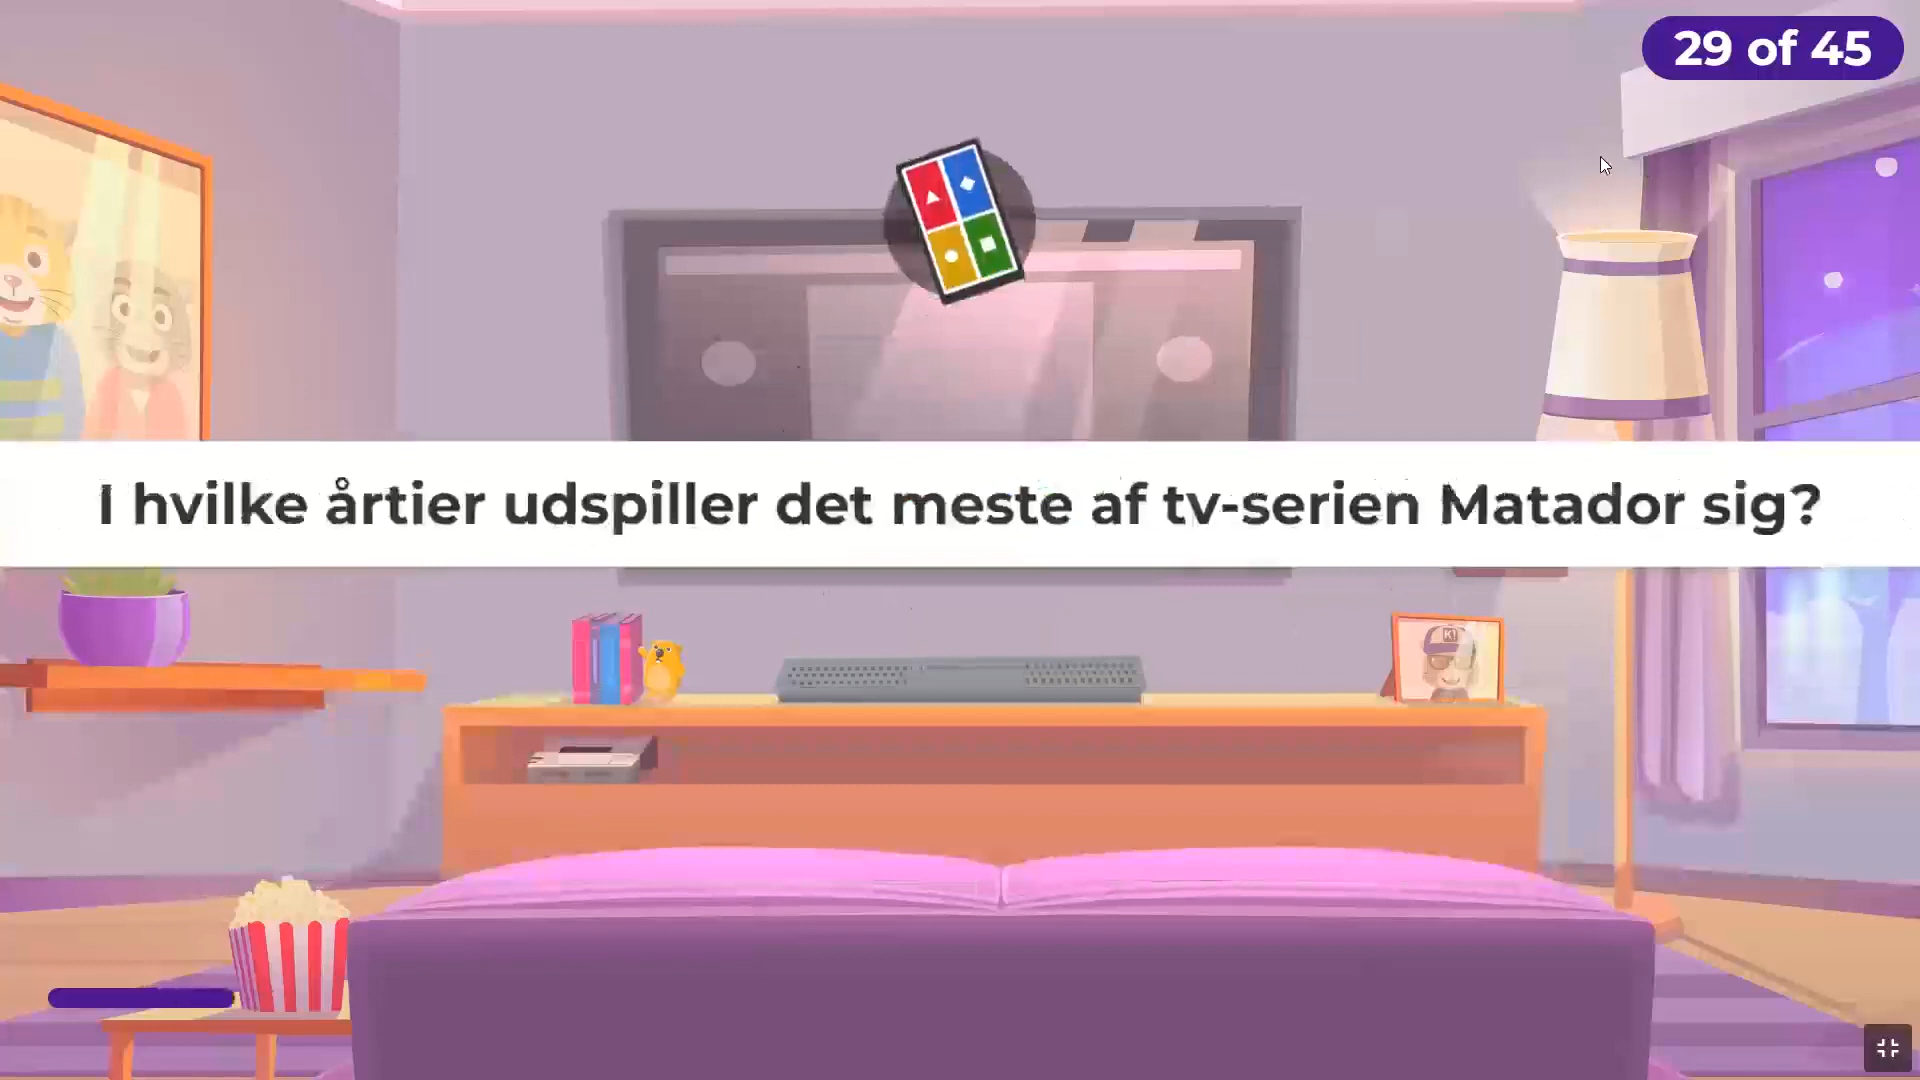 29 of 45
I hvilke årtier udspiller det meste af tv-serien Matador sig?
K!